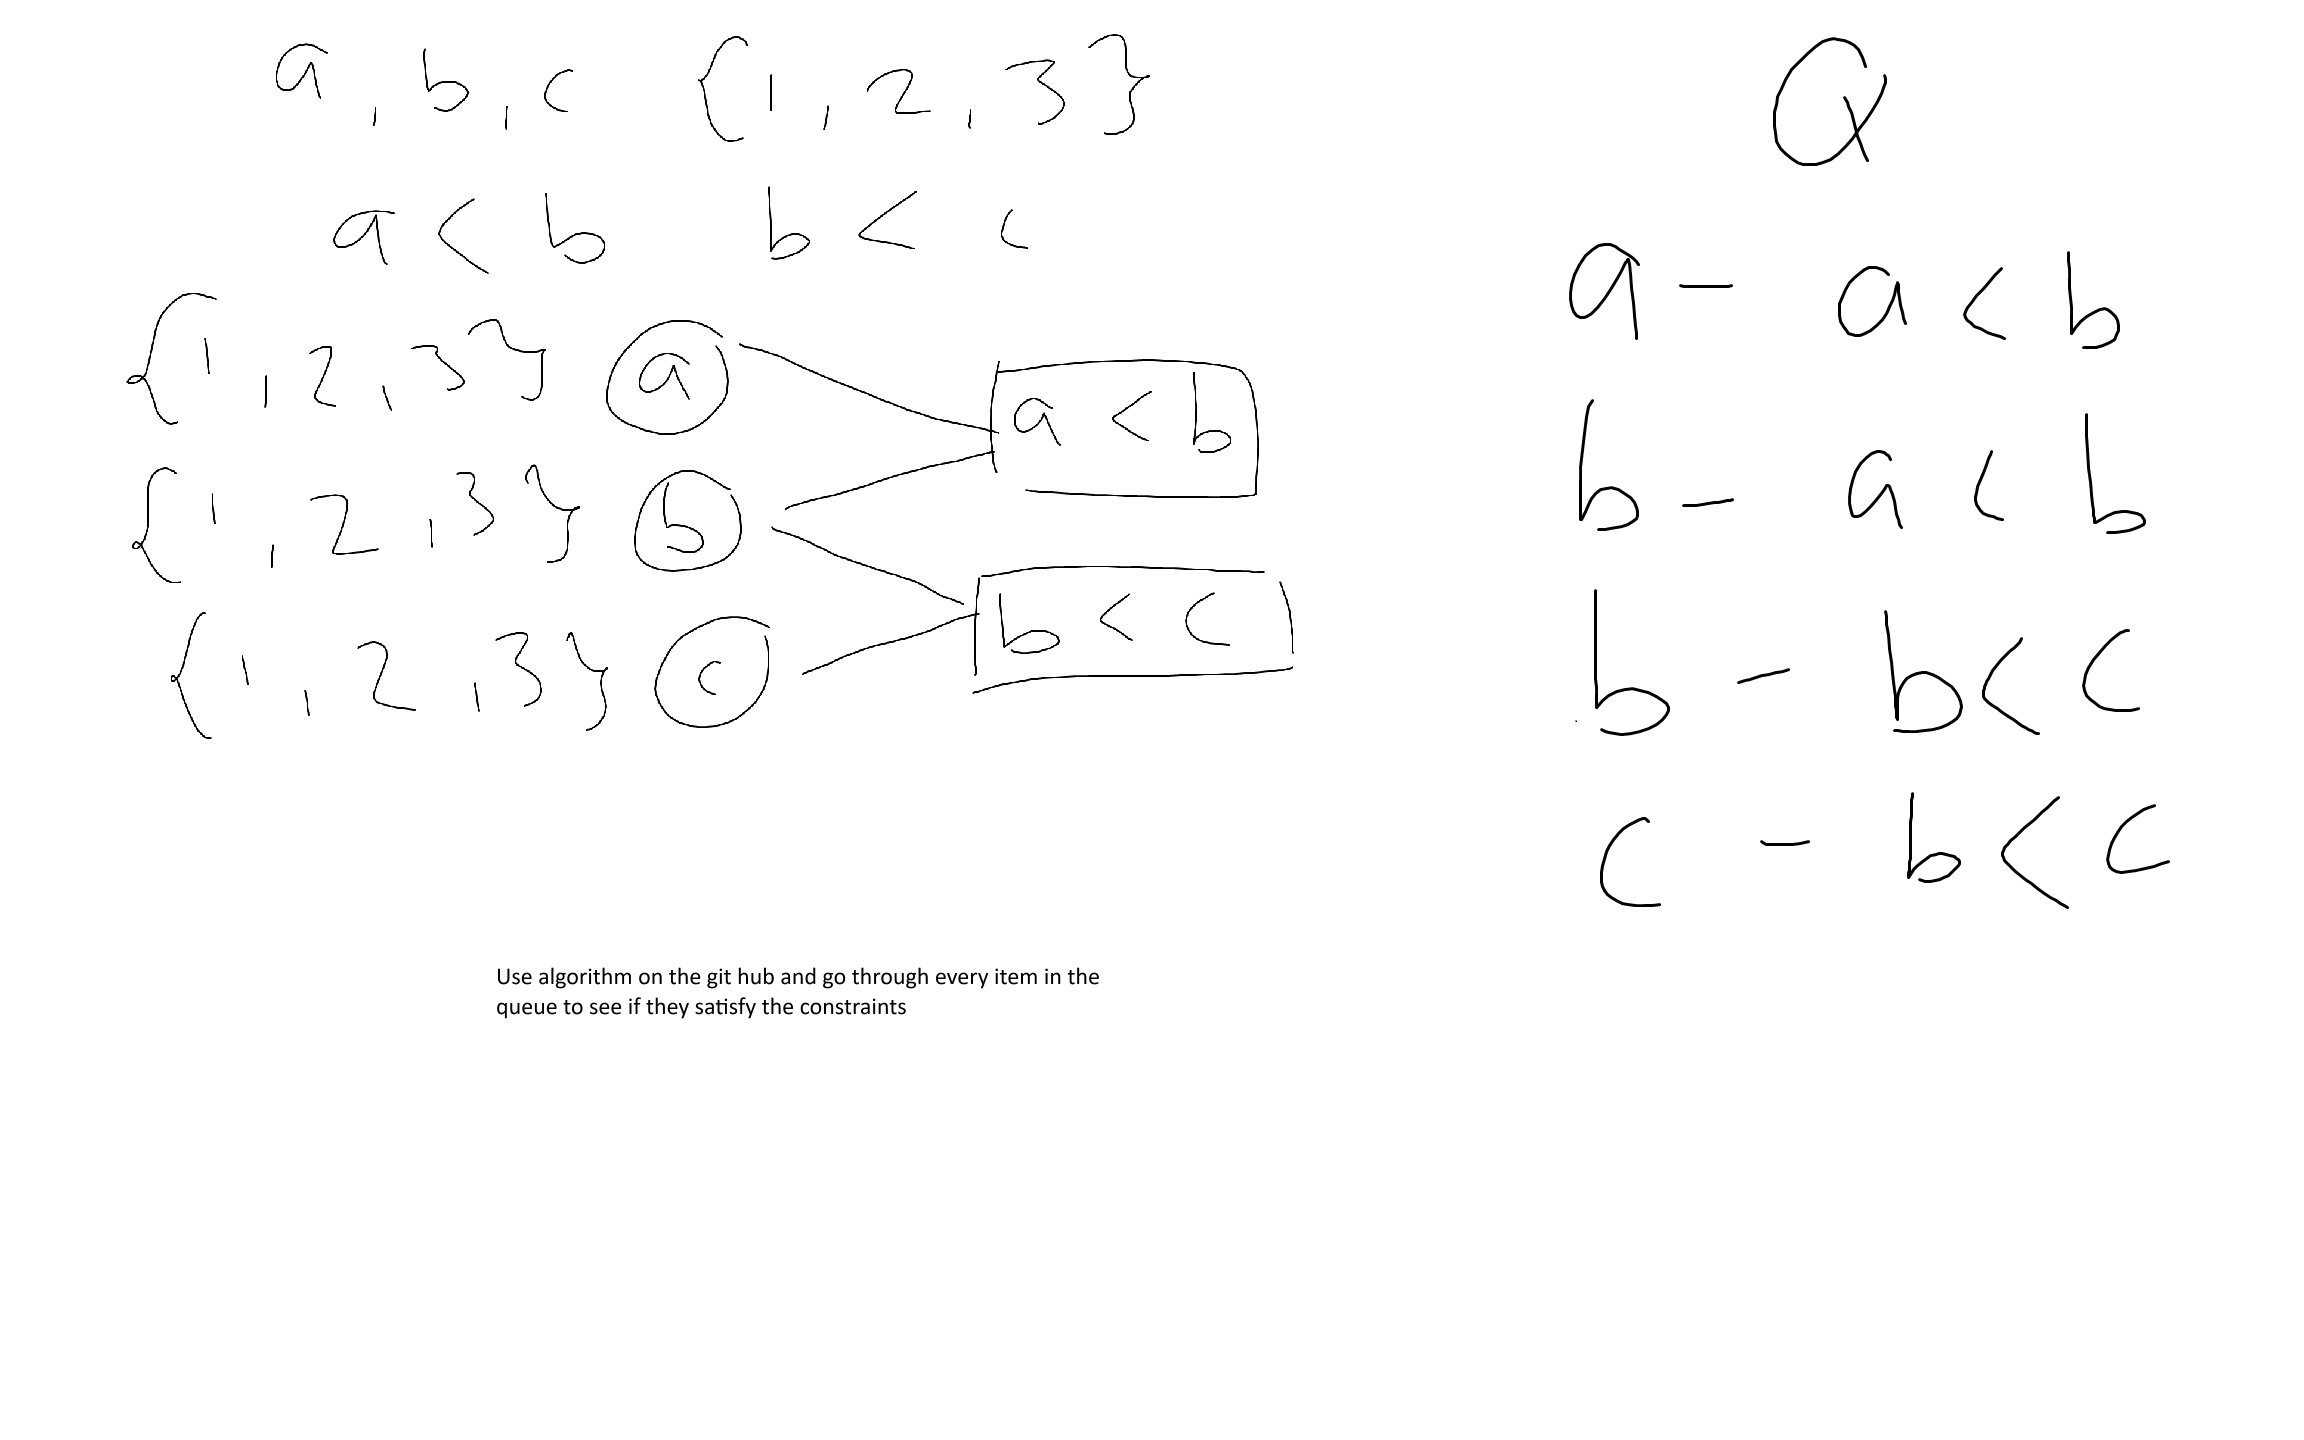 a, b, c {1, 2, 3}
a < b b < c
{1, 2, 3} a
a < b
{1, 2, 3} b
b < c
{1, 2, 3} c
Q
a - a < b
b - a < b
b - b < c
c - b < c
Use algorithm on the git hub and go through every item in the
queue to see if they satisfy the constraints